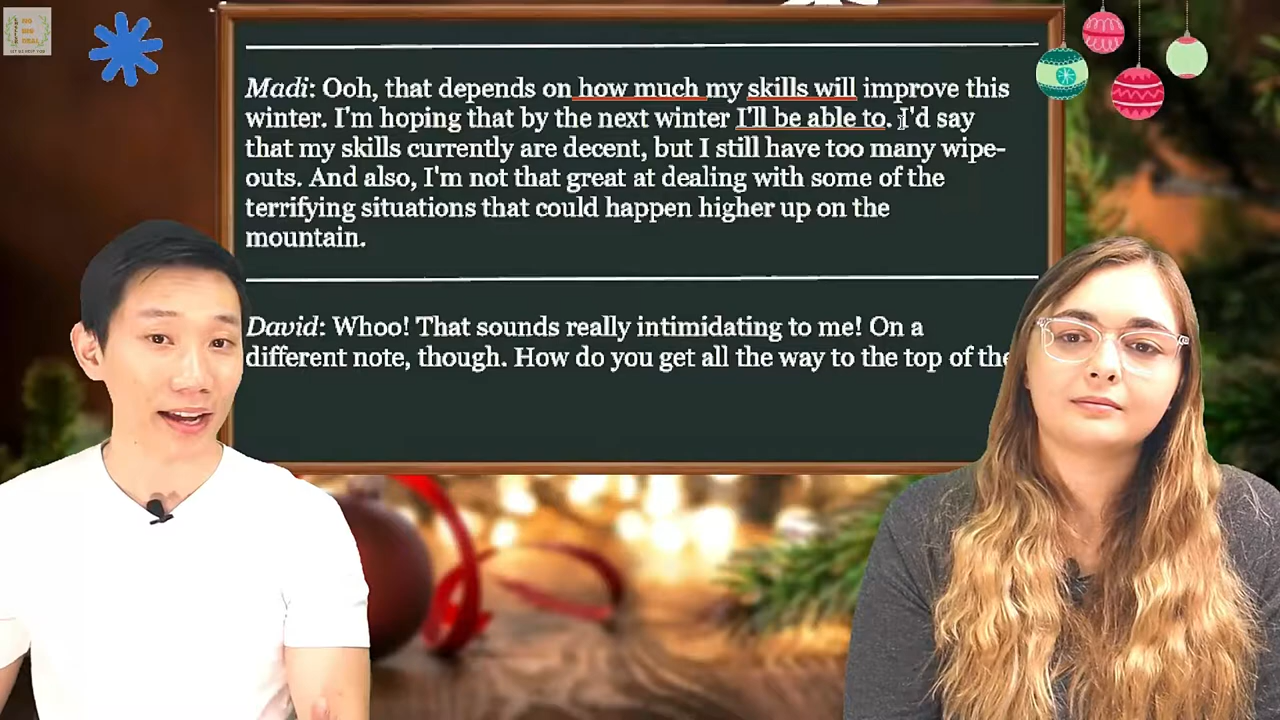 Madi: Ooh, that depends on how much my skills will improve this
winter. I'm hoping that by the next winter I'll be able to. I'd say
that my skills currently are decent, but I still have too many wipe-
outs. And also, I'm not that great at dealing with some of the
terrifying situations that could happen higher up on the
mountain.
David: Whoo! That sounds really intimidating to me! On a
different note, though. How do you get all the way to the top of the